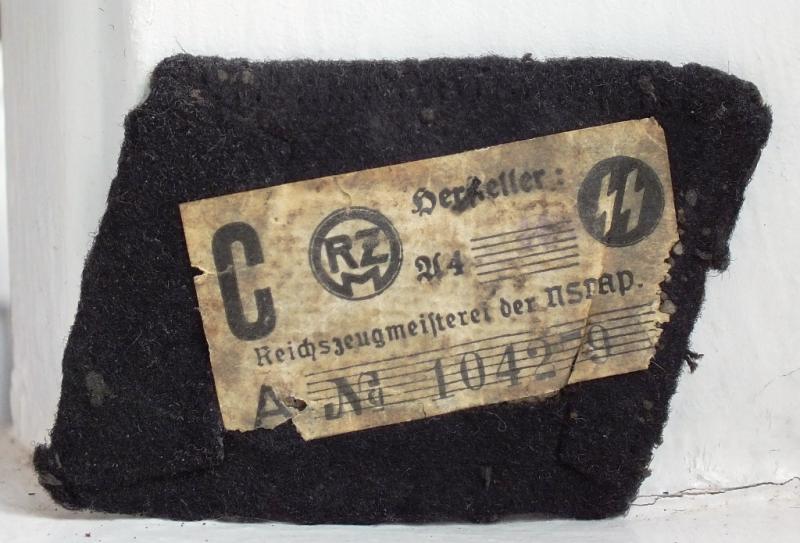 C
RZM
Hersteller:
A4
Reichszeugmeisterei der NSDAP.
A № 104279